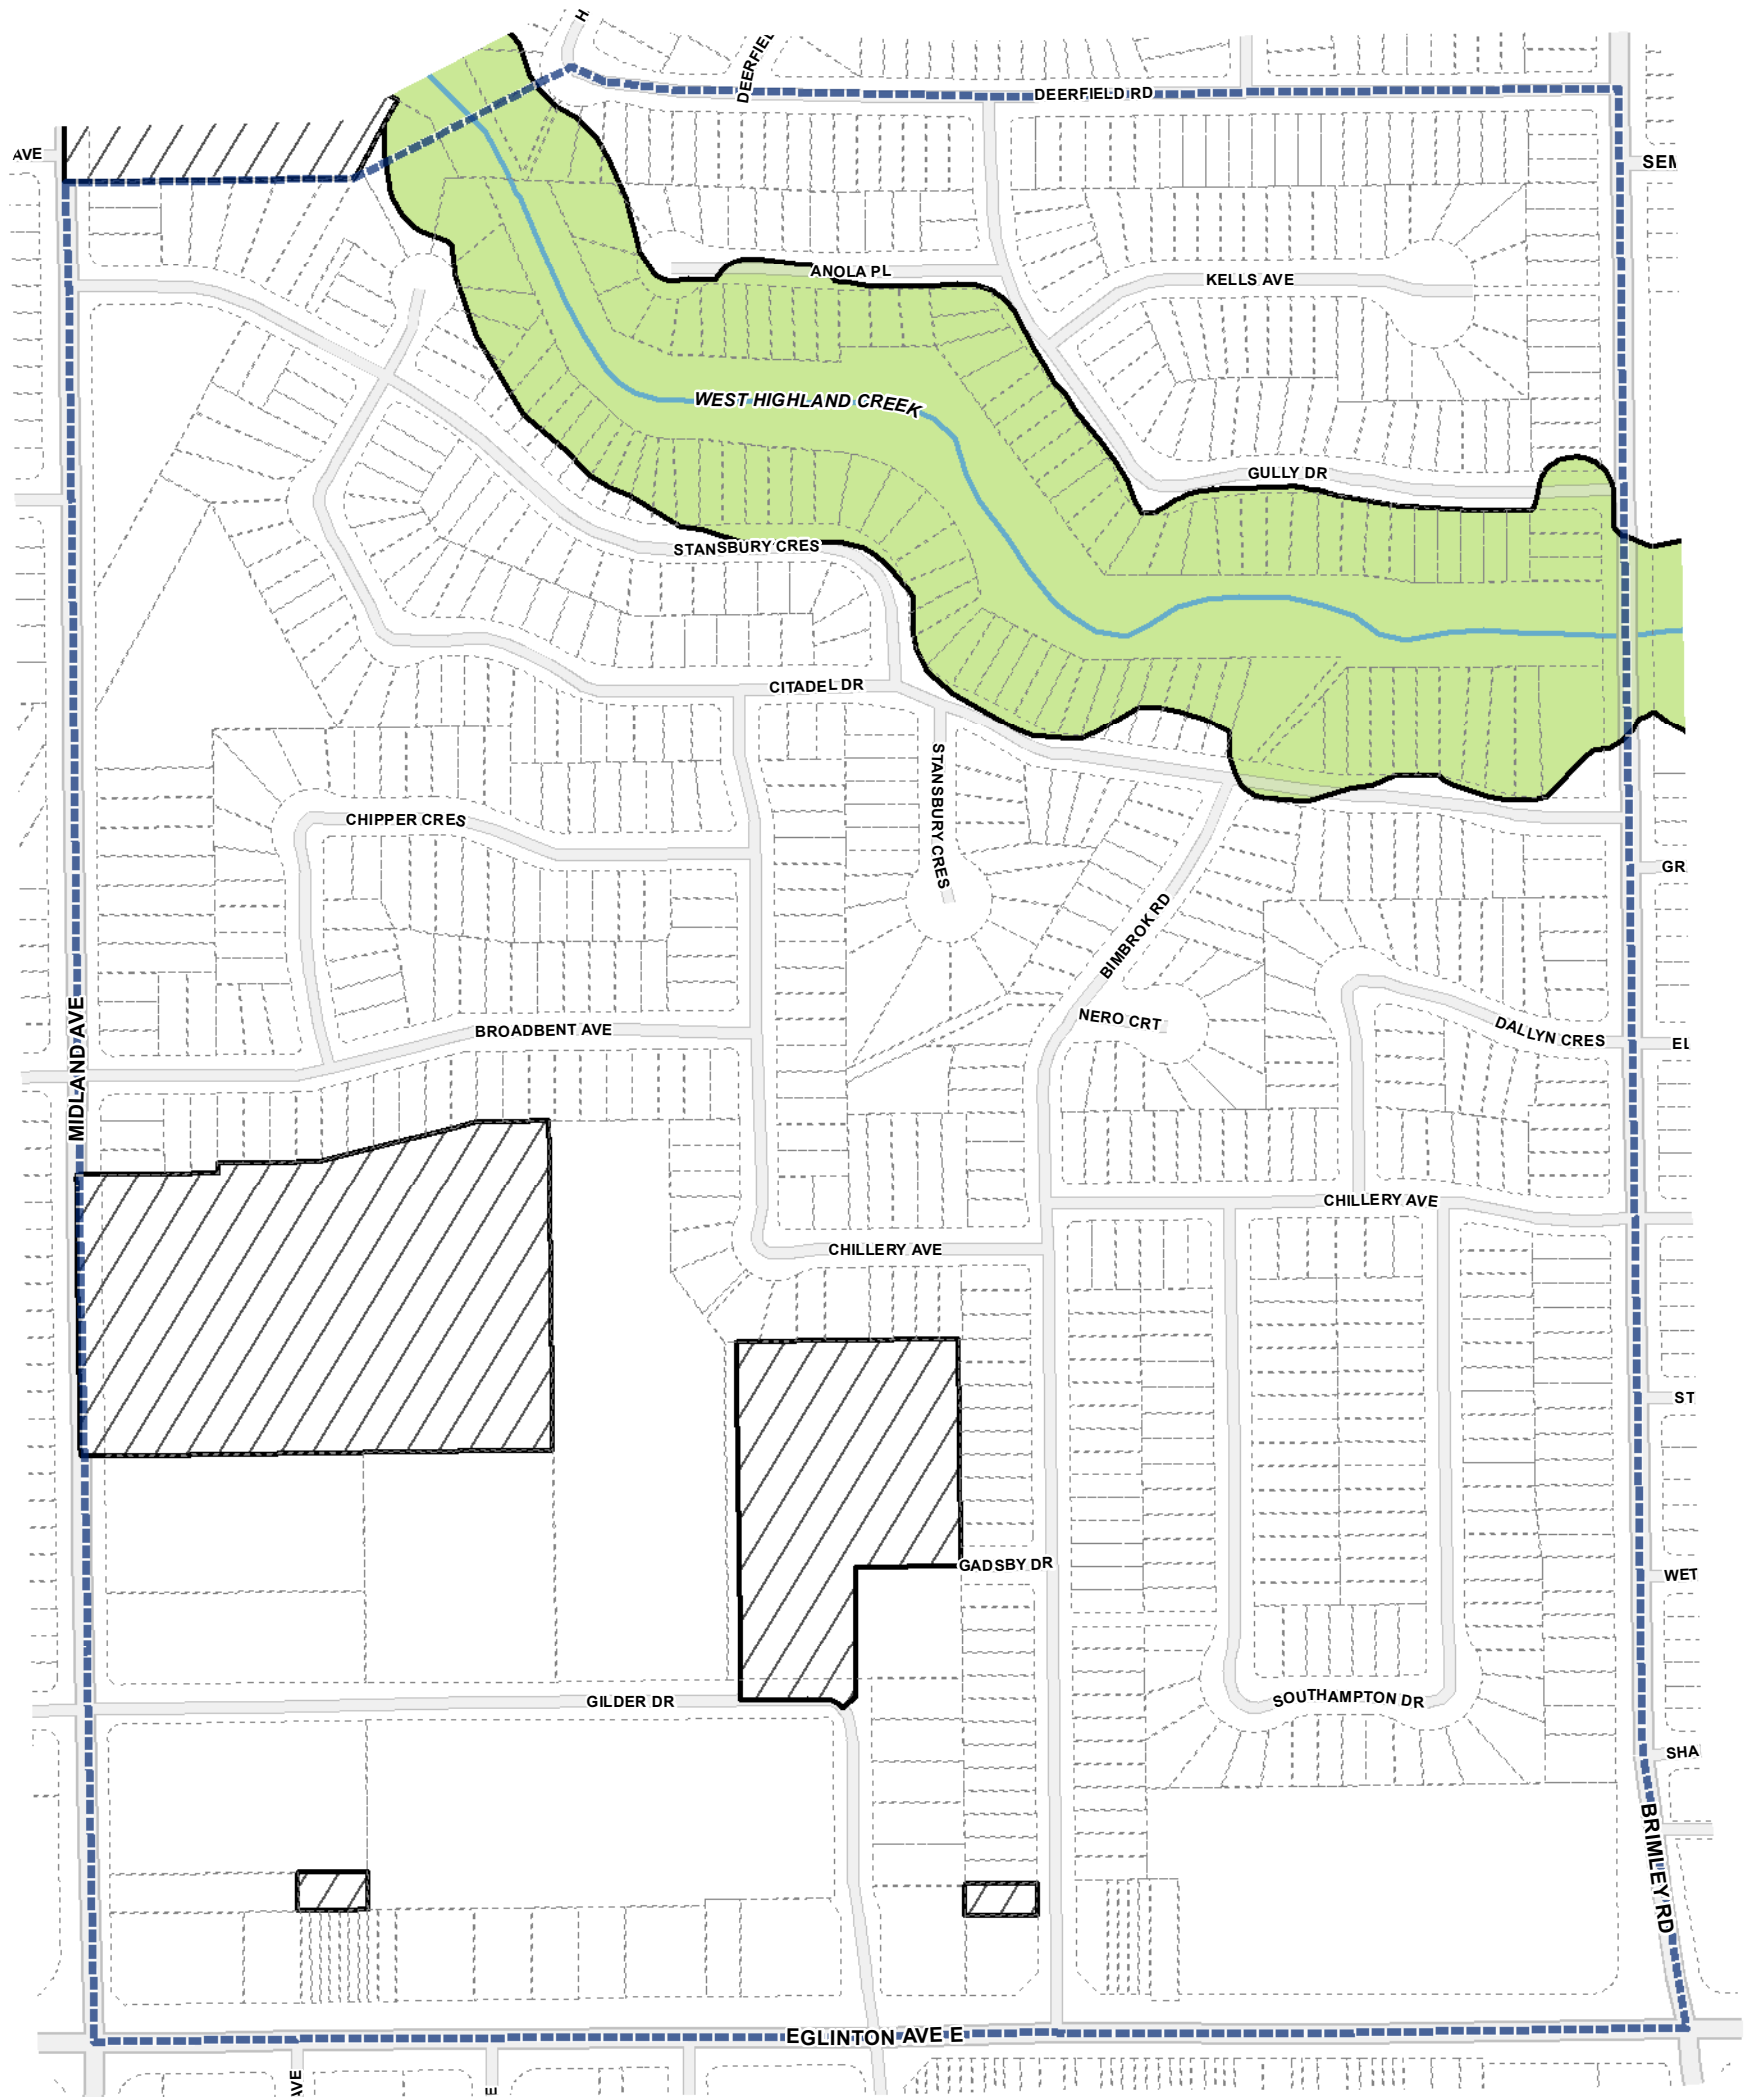 H
DEERFIEL
DEERFIELD RD
AVE
SEM
ANOLA PL
KELLS AVE
WEST HIGHLAND CREEK
GULLY DR
STANSBURY CRES
CITADEL DR
STANSBURY CRES
CHIPPER CRES
GR
BIMBROK RD
NERO CRT
DALLYN CRES
BROADBENT AVE
EL
MIDLAND AVE
CHILLERY AVE
CHILLERY AVE
ST
GADSBY DR
WET
GILDER DR
SOUTHAMPTON DR
SHA
BRIMLEY RD
EGLINTON AVE E
AVE
E